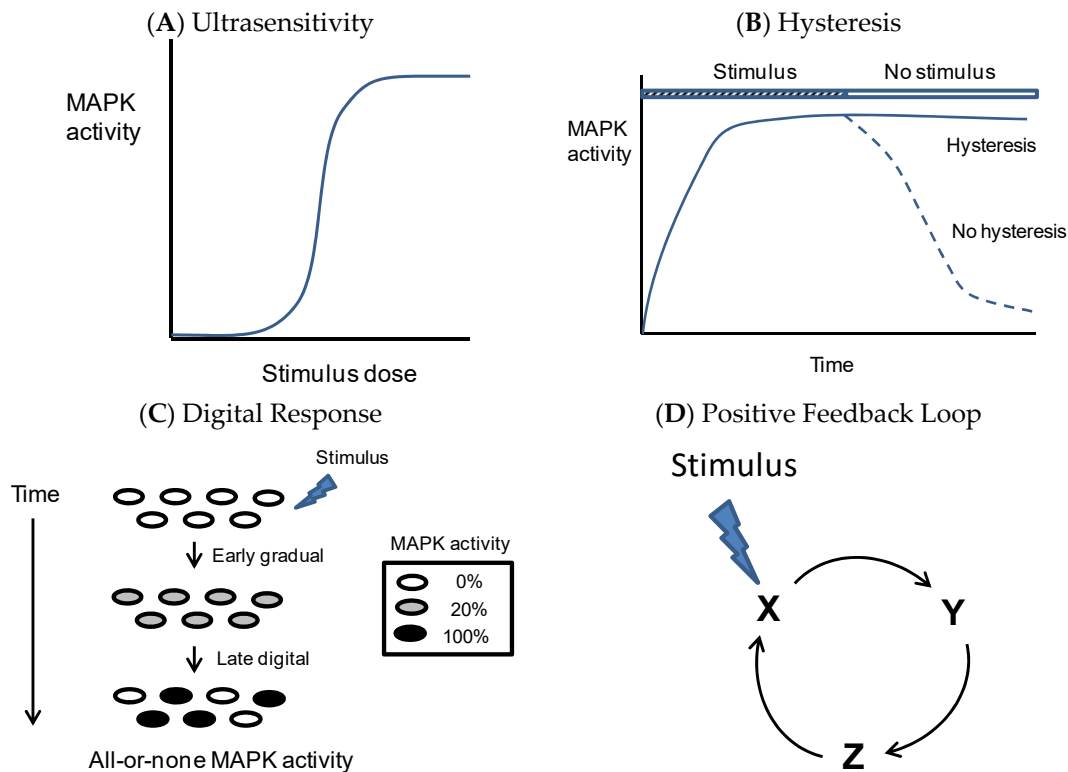 (A) Ultrasensitivity
MAPK
activity
Stimulus dose
(B) Hysteresis
Stimulus
No stimulus
MAPK
activity
Hysteresis
No hysteresis
Time
(C) Digital Response
Time
Stimulus
Early gradual
Late digital
All-or-none MAPK activity
MAPK activity
0%
20%
100%
(D) Positive Feedback Loop
Stimulus
X
Y
Z